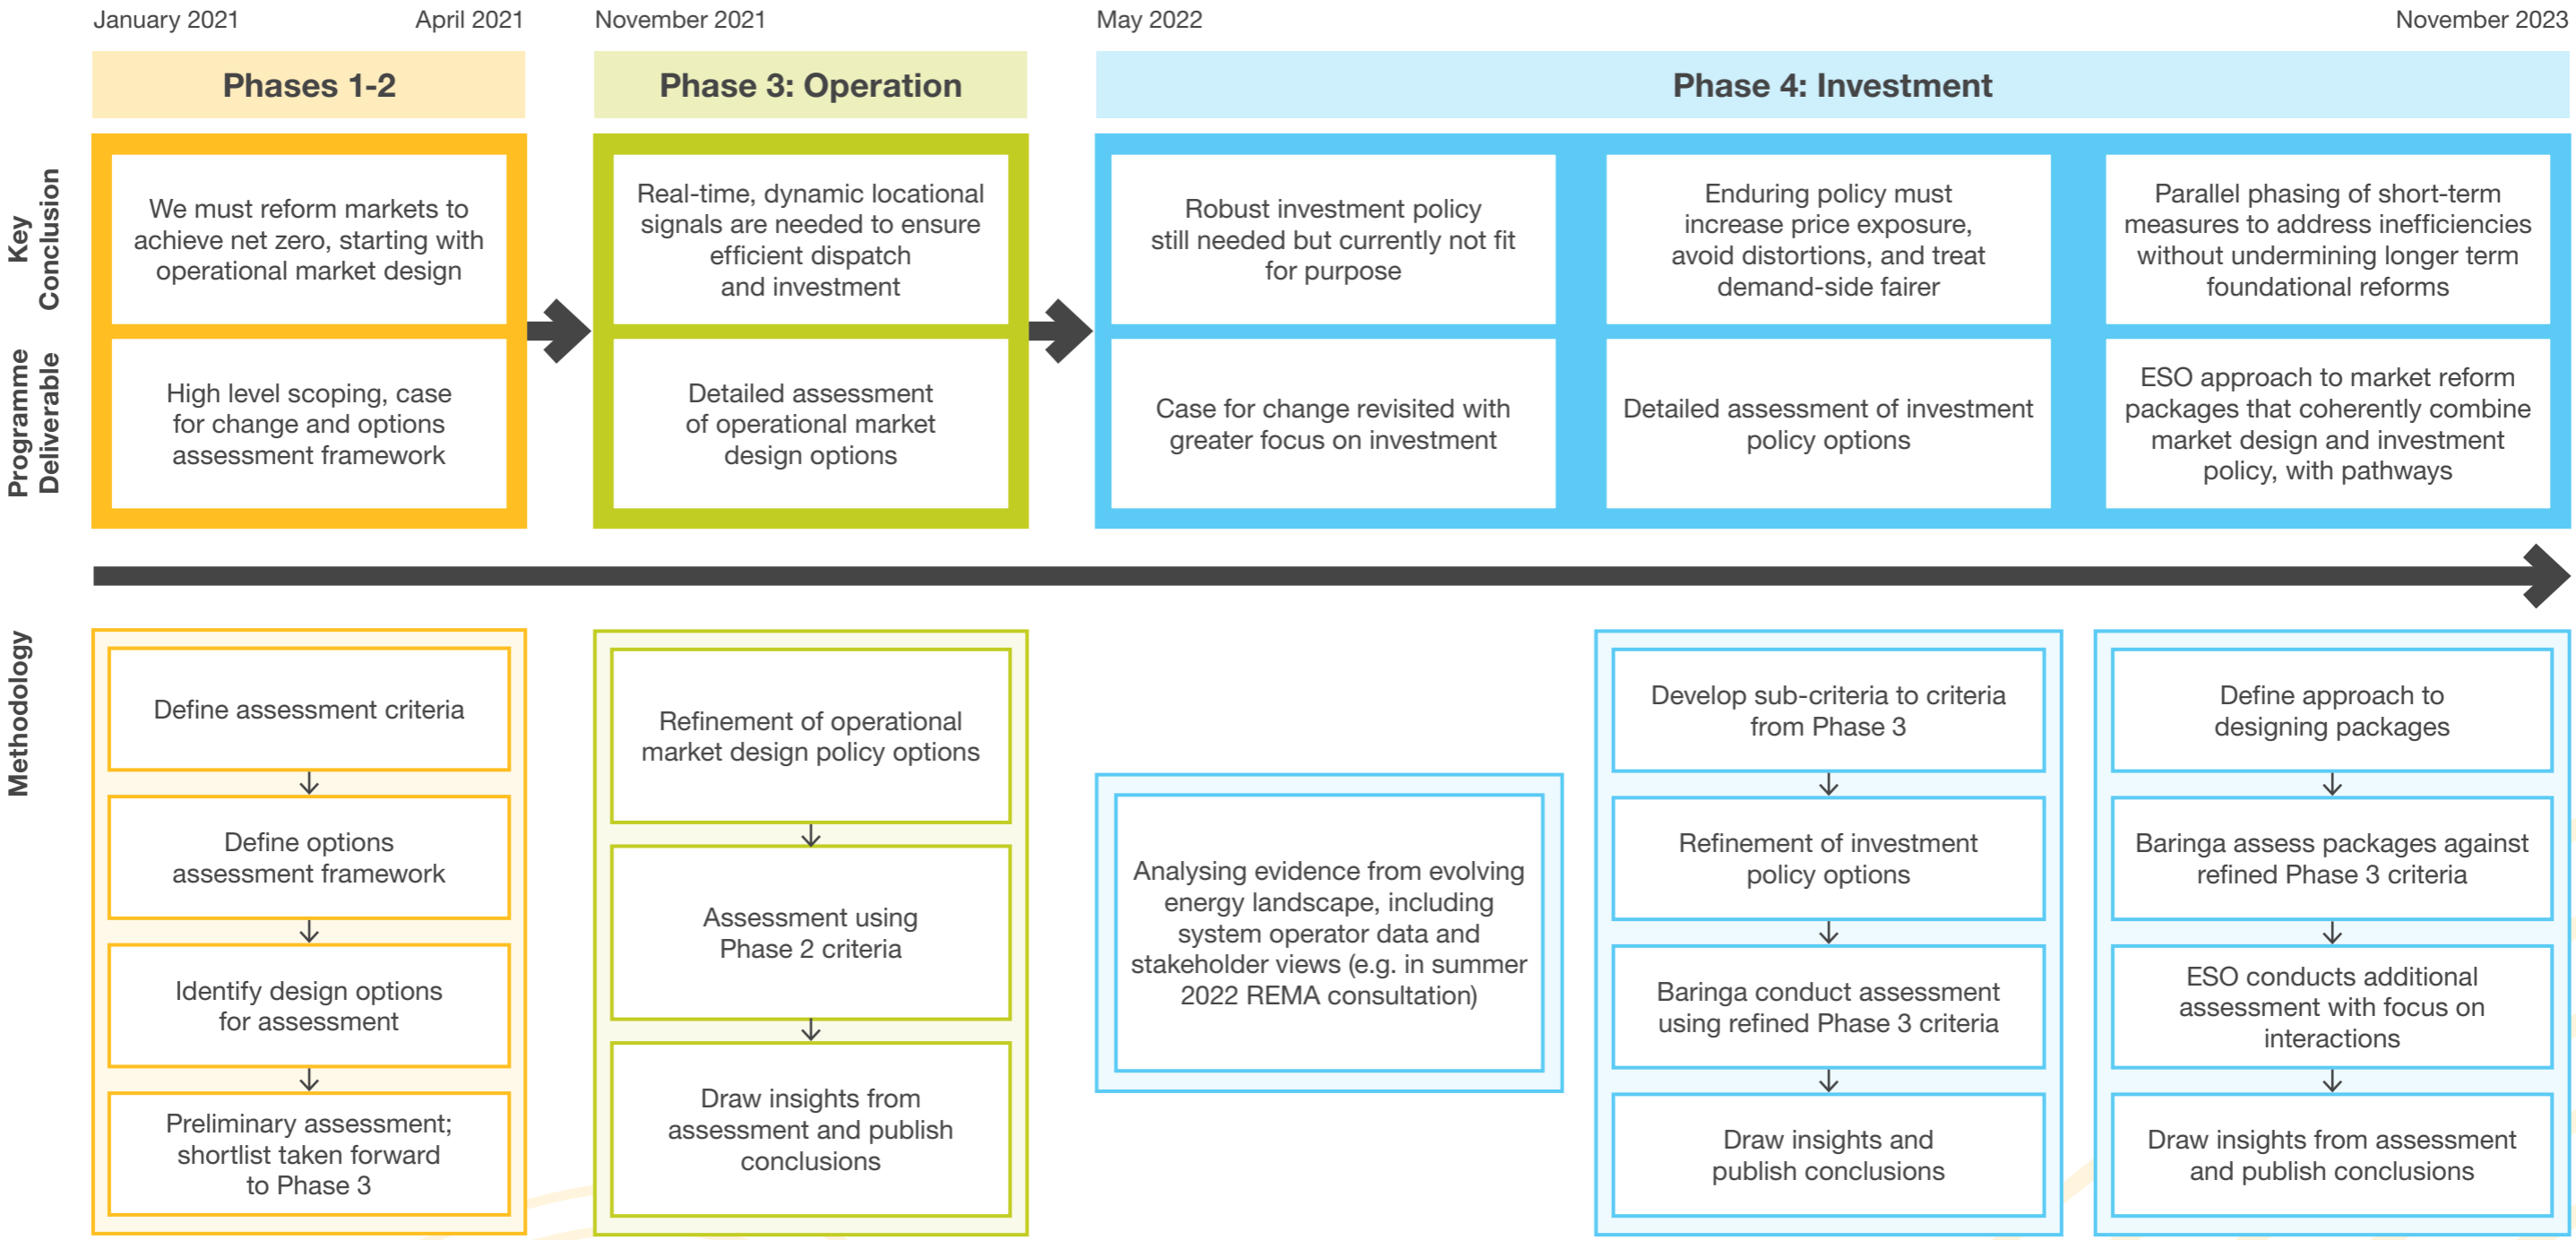 January 2021
April 2021
November 2021
May 2022
November 2023
Phases 1-2
Phase 3: Operation
Phase 4: Investment
Key
Conclusion
We must reform markets to
achieve net zero, starting with
operational market design
Real-time, dynamic locational
signals are needed to ensure
efficient dispatch
and investment
Robust investment policy
still needed but currently not fit
for purpose
Enduring policy must
increase price exposure,
avoid distortions, and treat
demand-side fairer
Parallel phasing of short-term
measures to address inefficiencies
without undermining longer term
foundational reforms
Programme
Deliverable
High level scoping, case
for change and options
assessment framework
Detailed assessment
of operational market
design options
Case for change revisited with
greater focus on investment
Detailed assessment of investment
policy options
ESO approach to market reform
packages that coherently combine
market design and investment
policy, with pathways
Methodology
Define assessment criteria
Define options
assessment framework
Identify design options
for assessment
Preliminary assessment;
shortlist taken forward
to Phase 3
Refinement of operational
market design policy options
Assessment using
Phase 2 criteria
Draw insights from
assessment and publish
conclusions
Analysing evidence from evolving
energy landscape, including
system operator data and
stakeholder views (e.g. in summer
2022 REMA consultation)
Develop sub-criteria to criteria
from Phase 3
Refinement of investment
policy options
Baringa conduct assessment
using refined Phase 3 criteria
Draw insights and
publish conclusions
Define approach to
designing packages
Baringa assess packages against
refined Phase 3 criteria
ESO conducts additional
assessment with focus on
interactions
Draw insights from assessment
and publish conclusions